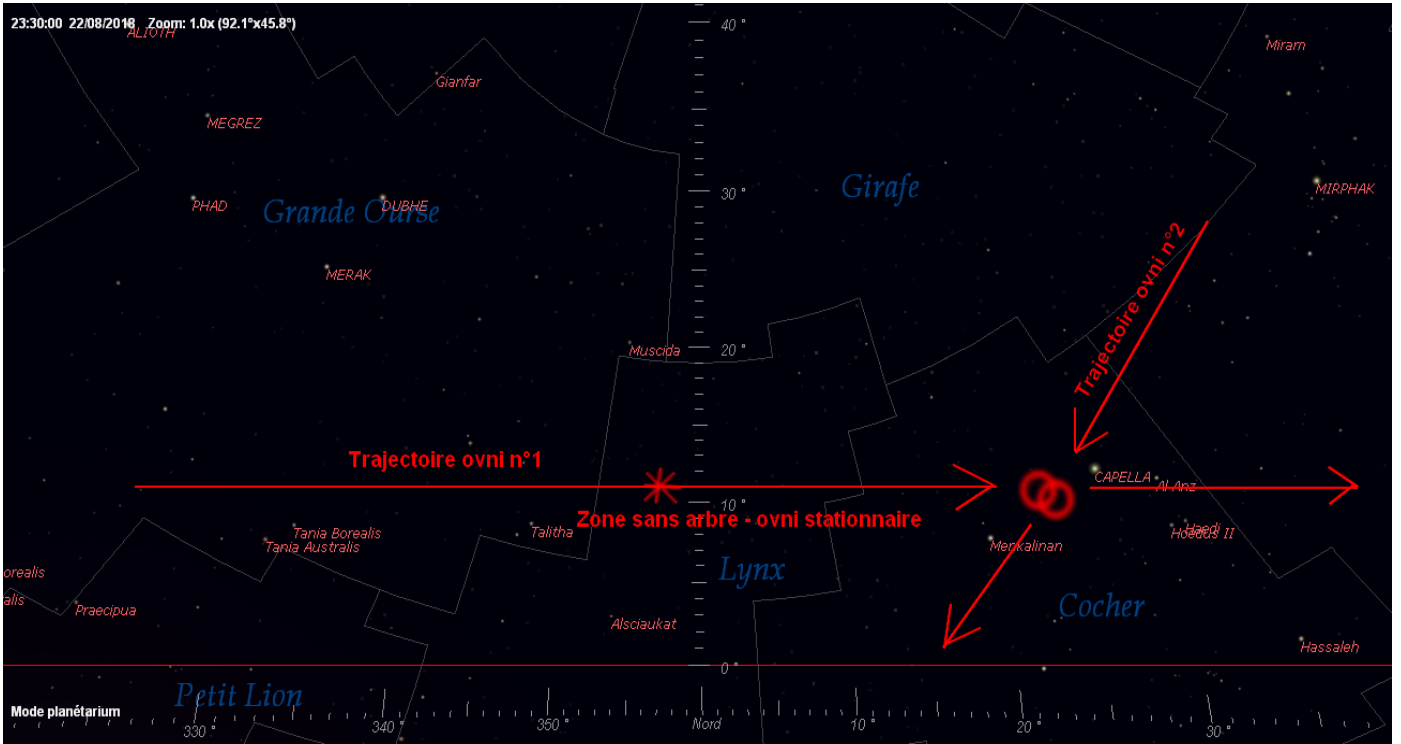 23:30:00 22/08/2018 Zoom: 1.0x (92.1°x45.8°)
ALIOTH
40 °
Miram
Gianfar
MEGREZ
30 °
Girafe
MIRPHAK
PHAD
Grande Ourse
DUBHE
Trajectoire ovni n°2
MERAK
20 °
Muscida
Trajectoire ovni n°1
CAPELLA
Al Anz
10 °
Zone sans arbre - ovni stationnaire
Tania Borealis
Talitha
Haedi
Hoedus II
Tania Australis
Menkalinan
orealis
Lynx
alis
Praecipua
Cocher
Alsciaukat
Hassaleh
0 °
Petit Lion
Mode planétarium
330 °
340 °
350 °
Nord
10 °
20 °
30 °